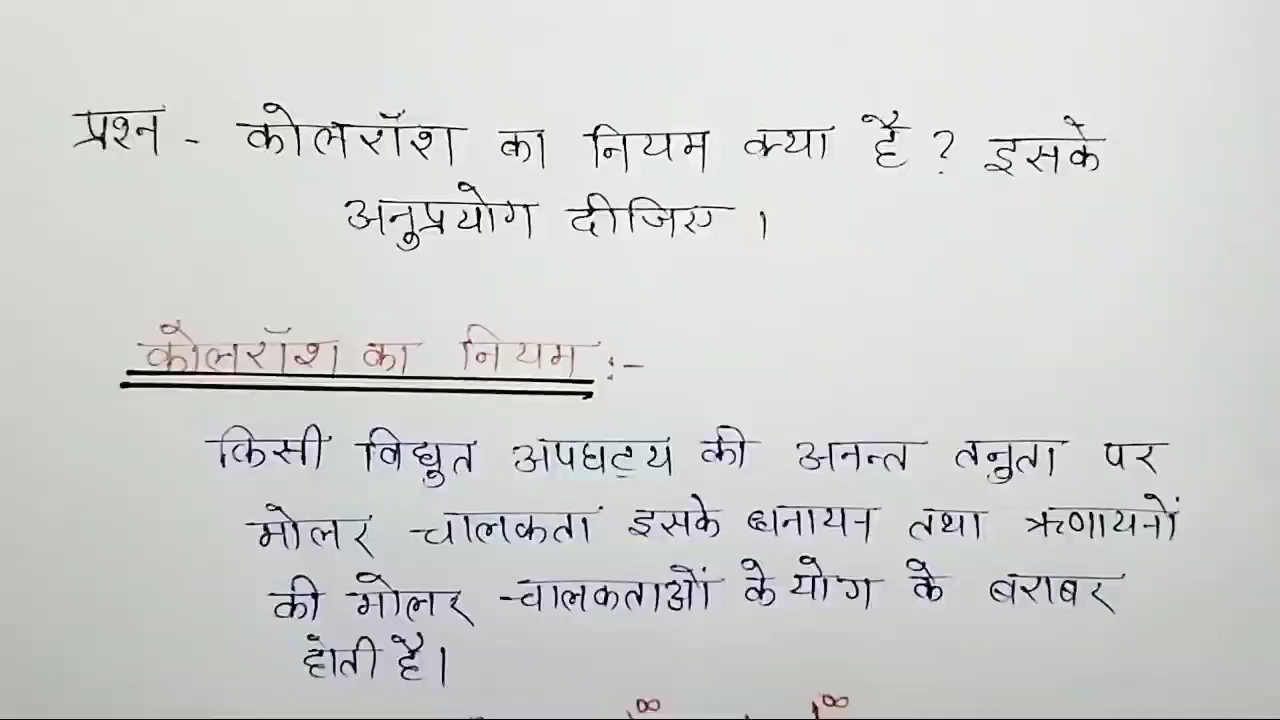 प्रश्न - कोलरॉश का नियम क्या है ? इसके
अनुप्रयोग दीजिए ।
कोलरॉश का नियम :-
किसी विद्युत अपघट्य की अनन्त तनुता पर
मोलर चालकता इसके धनायन तथा ऋणायनों
की मोलर चालकताओं के योग के बराबर
होती है।